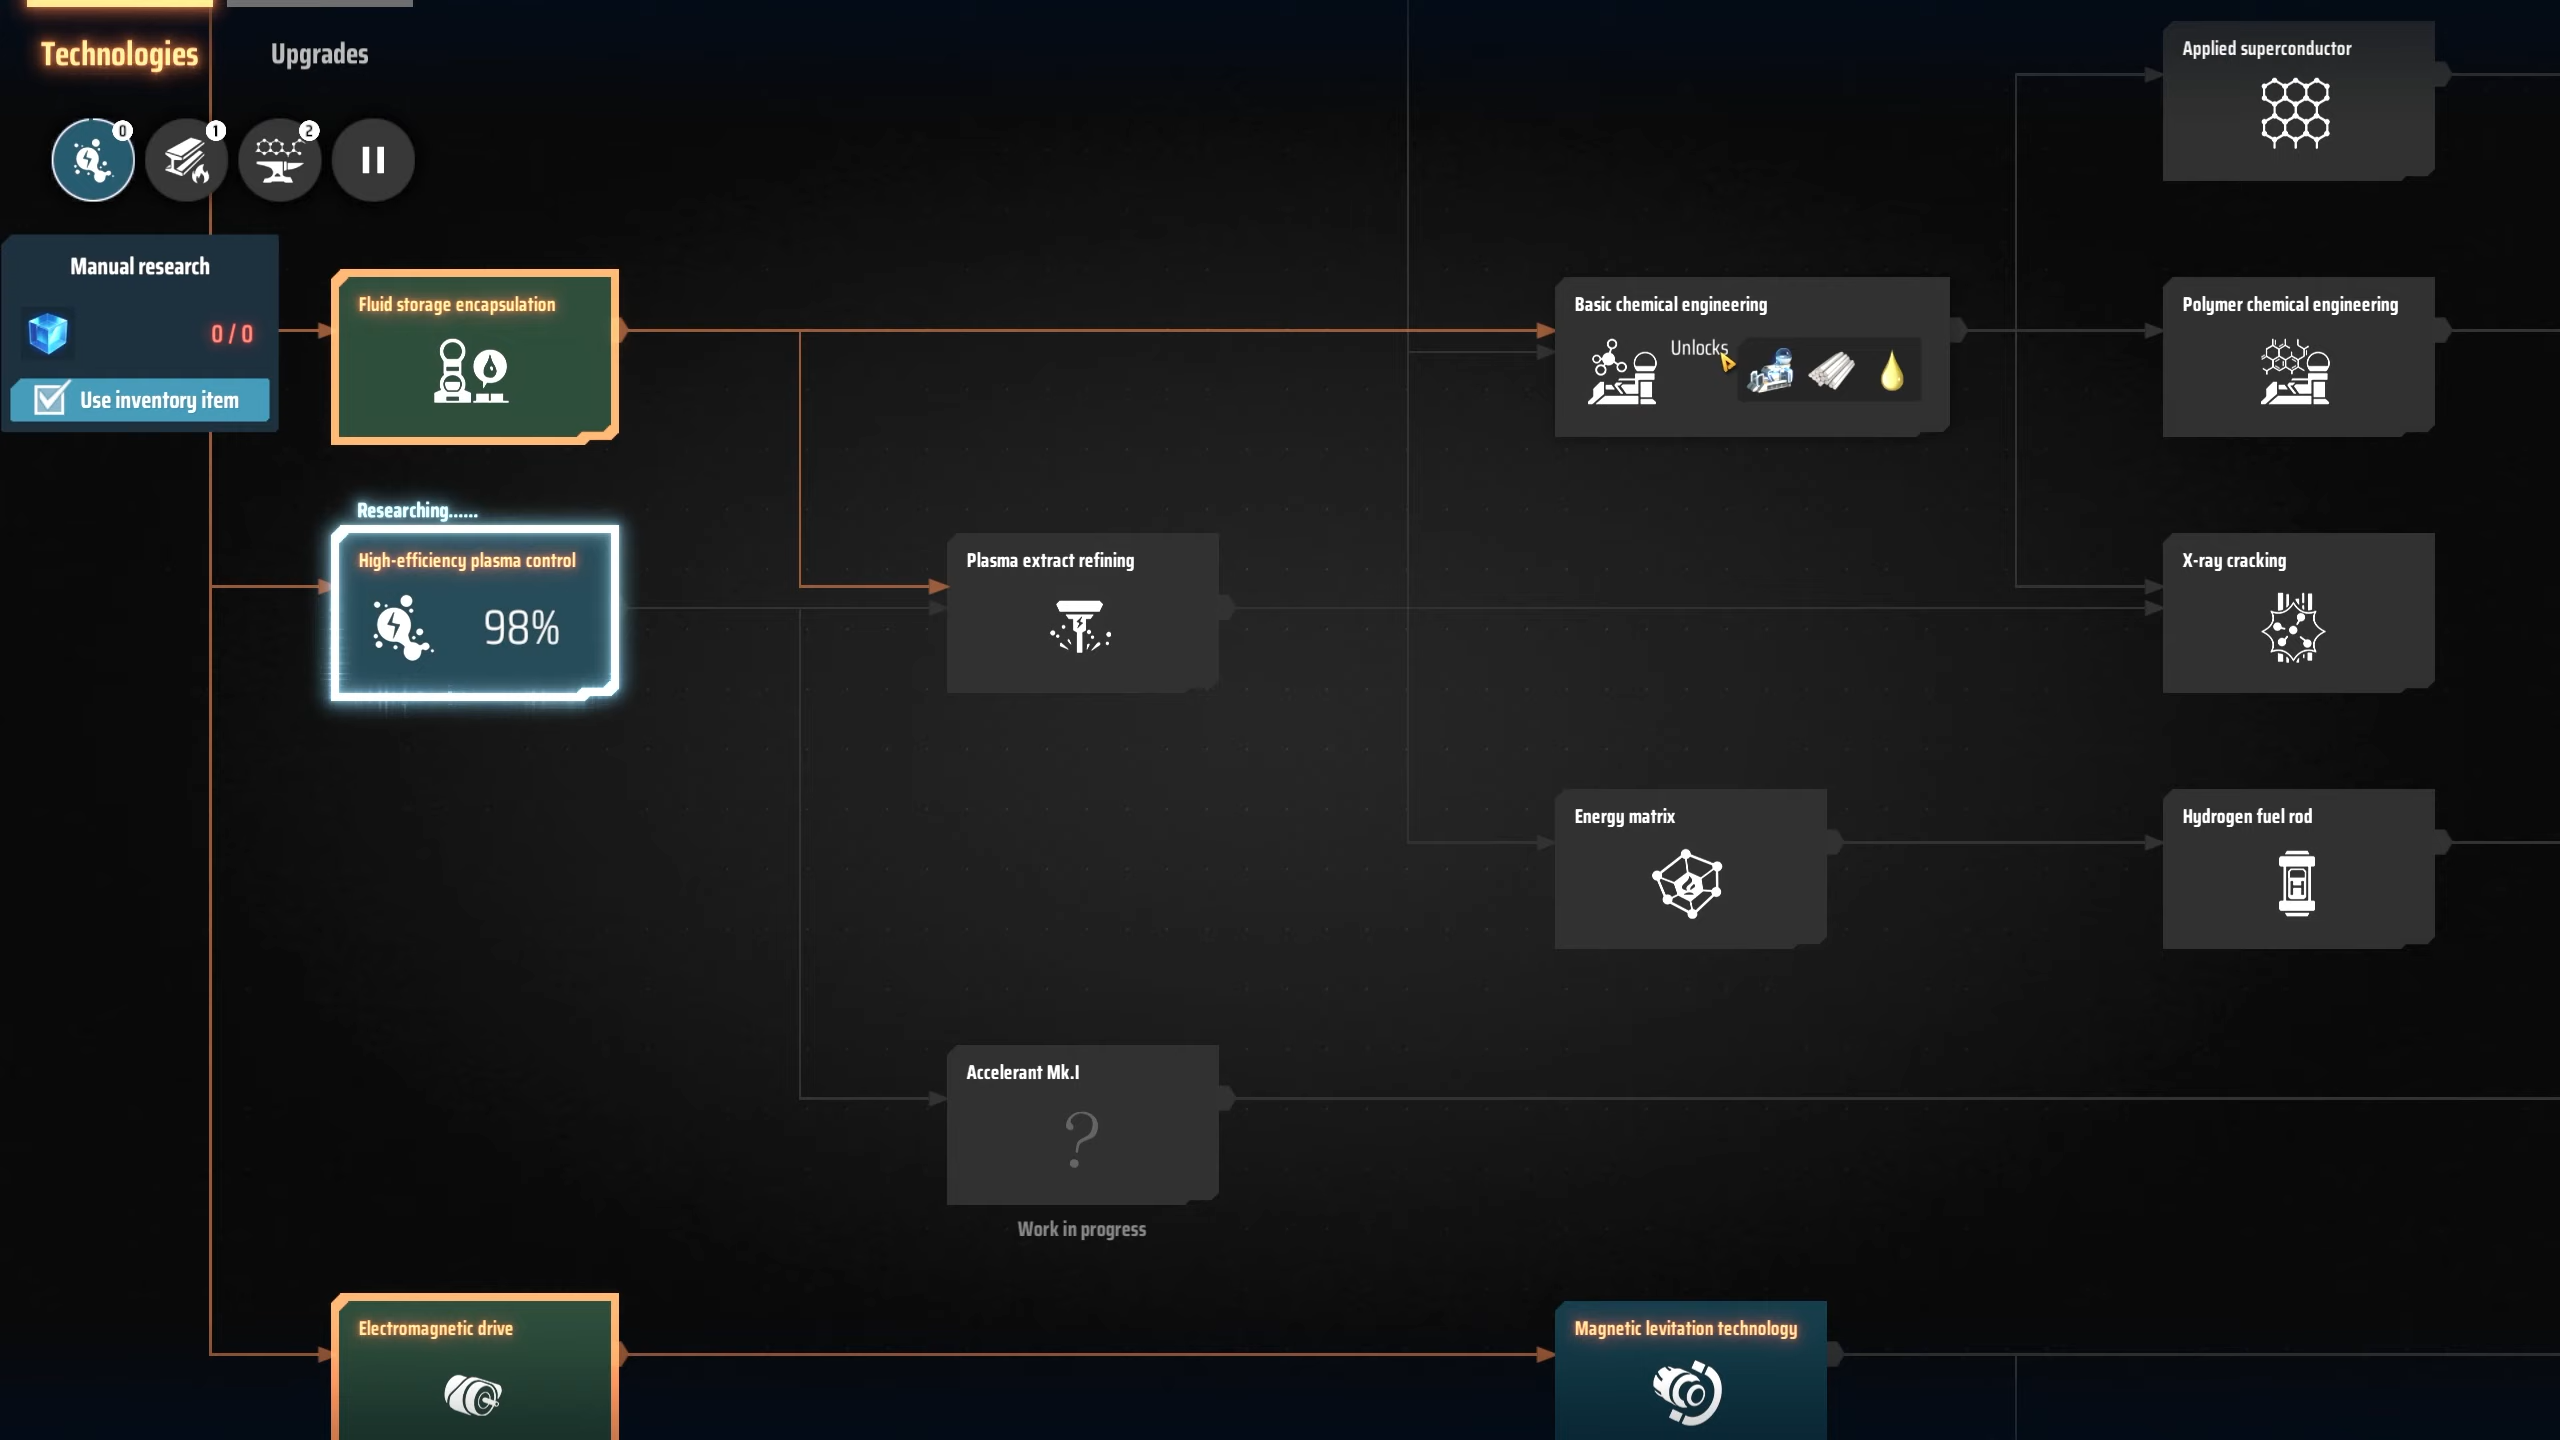 Technologies
Upgrades
0
1
2
Manual research
0 / 0
Use inventory item
Fluid storage encapsulation
Researching......
High-efficiency plasma control
98%
Plasma extract refining
Accelerant Mk.I
?
Work in progress
Electromagnetic drive
Basic chemical engineering
Unlocks
Energy matrix
Magnetic levitation technology
Applied superconductor
Polymer chemical engineering
X-ray cracking
Hydrogen fuel rod